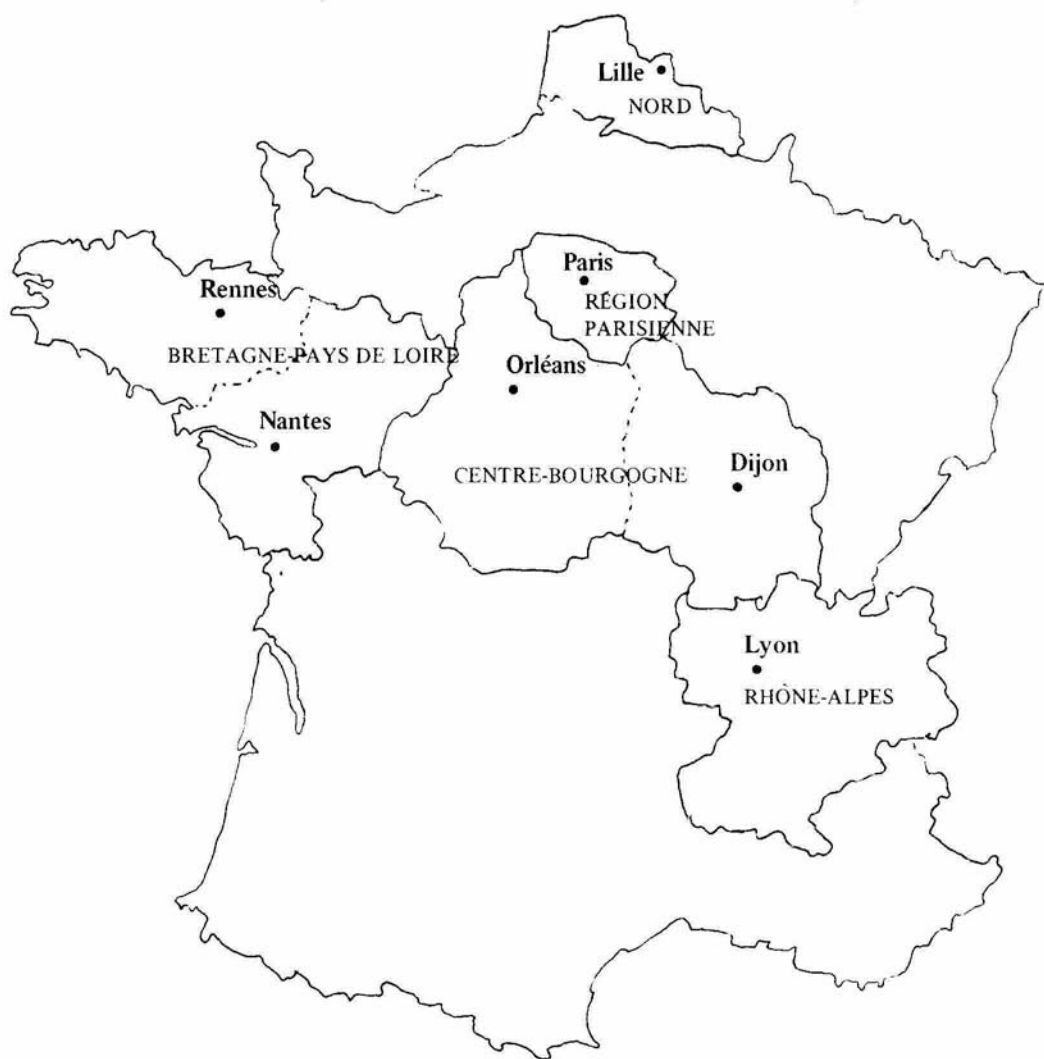 Lille
NORD
Paris
RÉGION
PARISIENNE
Rennes
BRETAGNE-PAYS DE LOIRE
Orléans
Nantes
CENTRE-BOURGOGNE
Dijon
Lyon
RHÔNE-ALPES